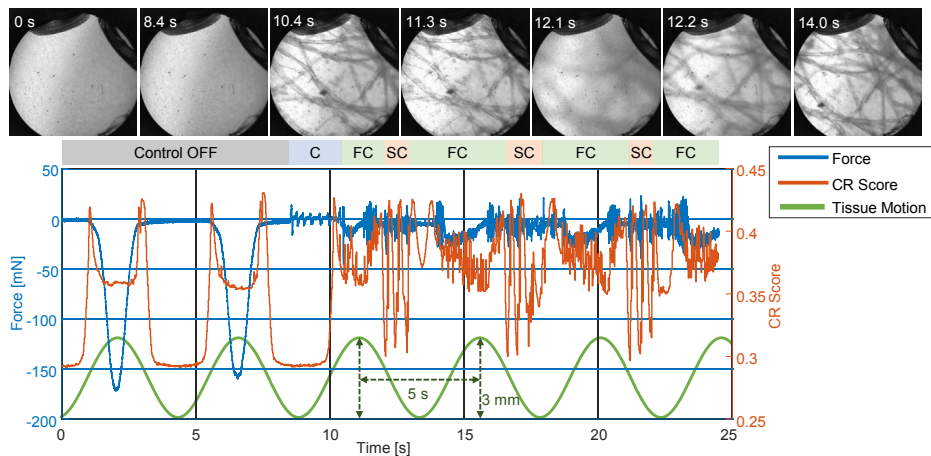 0 s 8.4 s 10.4 s 11.3 s 12.1 s 12.2 s 14.0 s
Control OFF C FC SC FC SC FC SC FC
50 0 -50 -100 -150 -200
Force [mN]
0.45 0.4 0.35 0.3 0.25
CR Score
Force
CR Score
Tissue Motion
5 s
3 mm
0 5 10 15 20 25
Time [s]